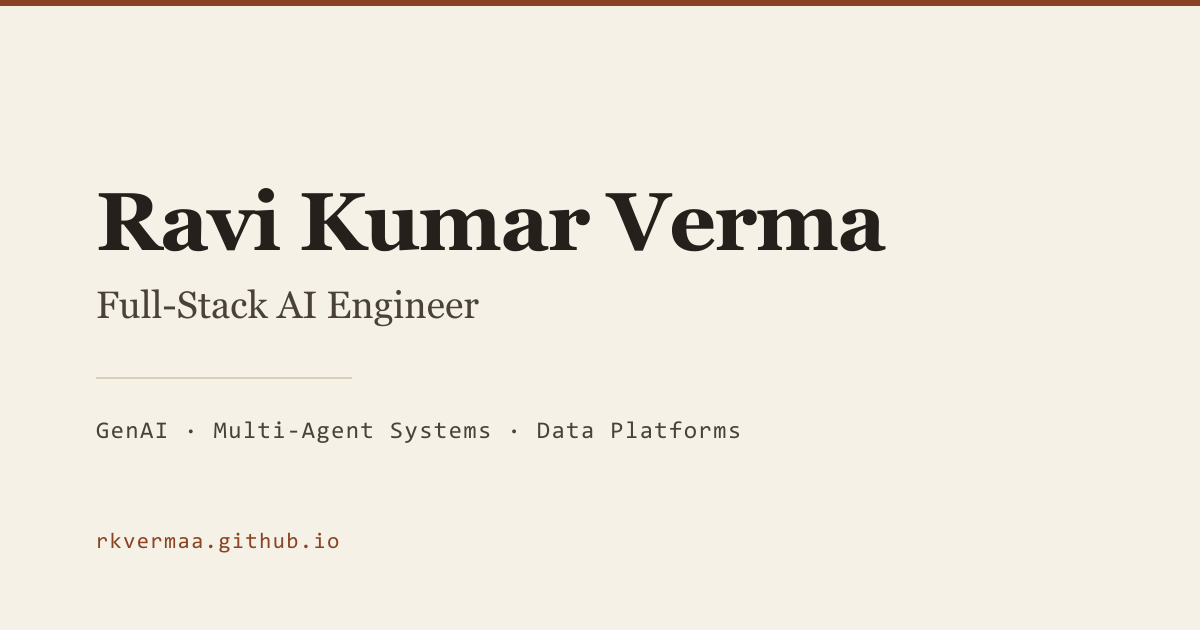 Ravi Kumar Verma
Full-Stack AI Engineer
GenAI · Multi-Agent Systems · Data Platforms
rkvermaa.github.io